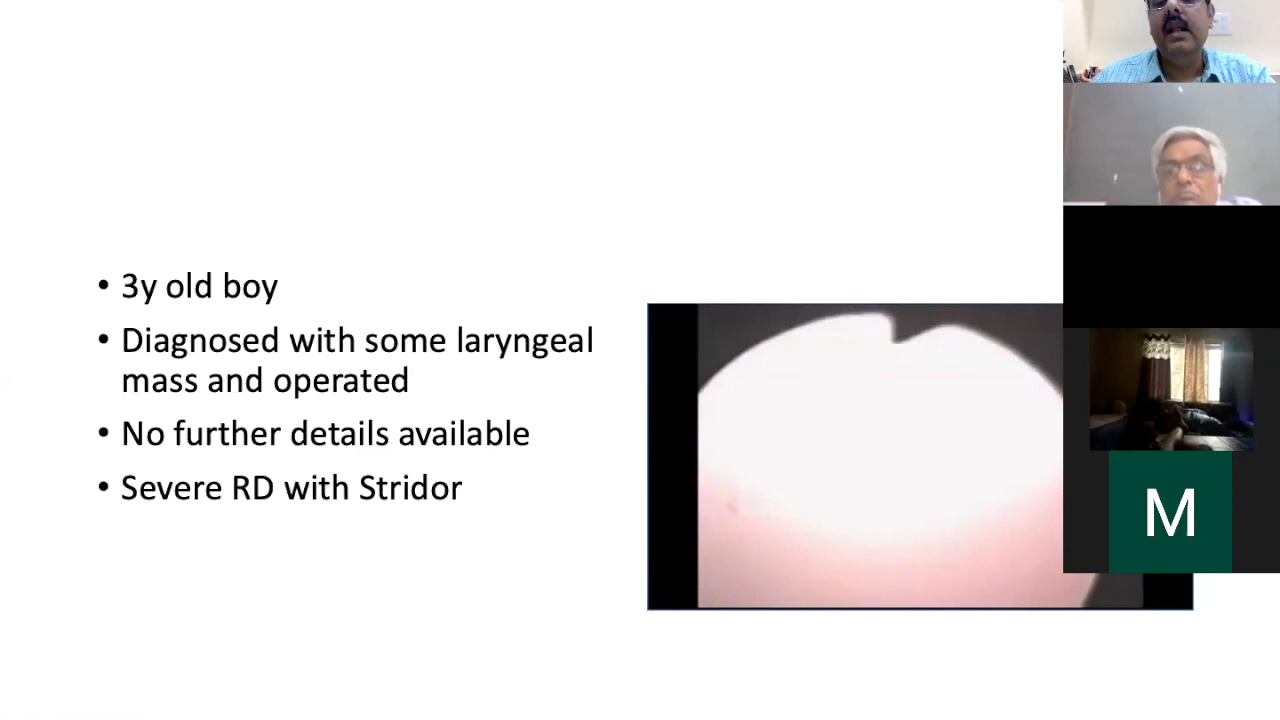 • 3y old boy
• Diagnosed with some laryngeal
mass and operated
• No further details available
• Severe RD with Stridor
M